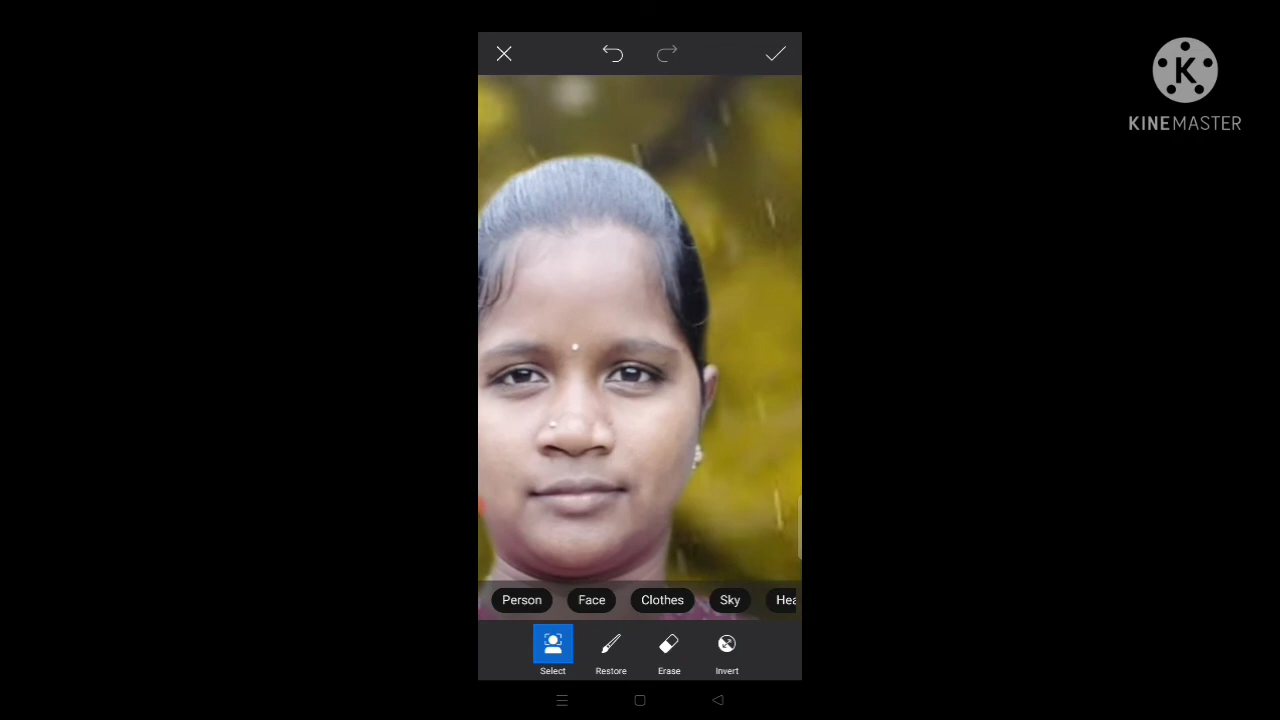 KINEMASTER
Person Face Clothes Sky Hea
Select Restore Erase Invert